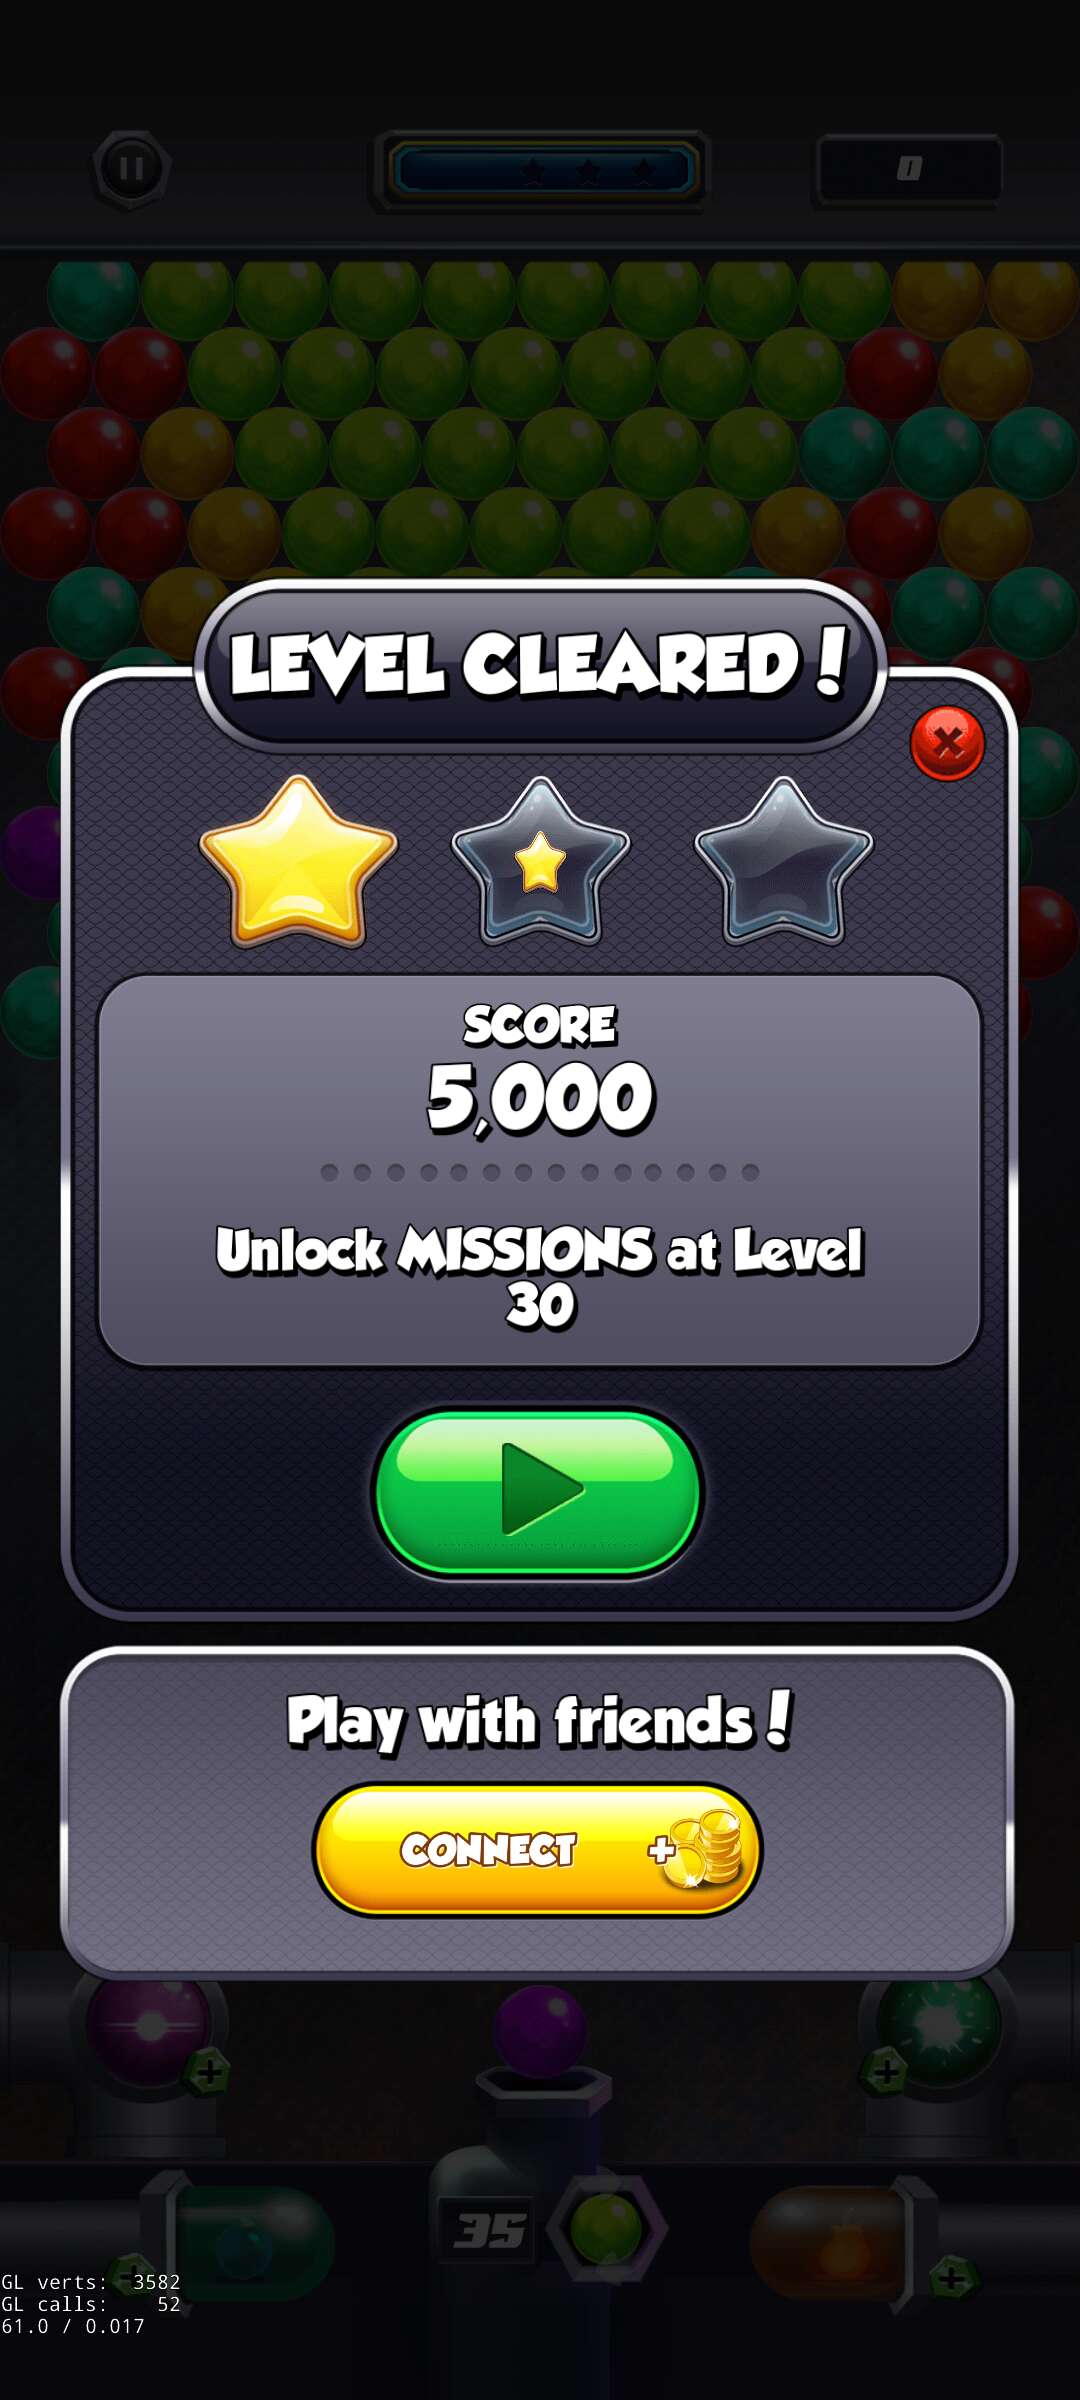 0
LEVEL CLEARED!
SCORE
5,000
Unlock MISSIONS at Level
30
Play with friends!
CONNECT +
35
GL verts: 3582
GL calls: 52
61.0 / 0.017